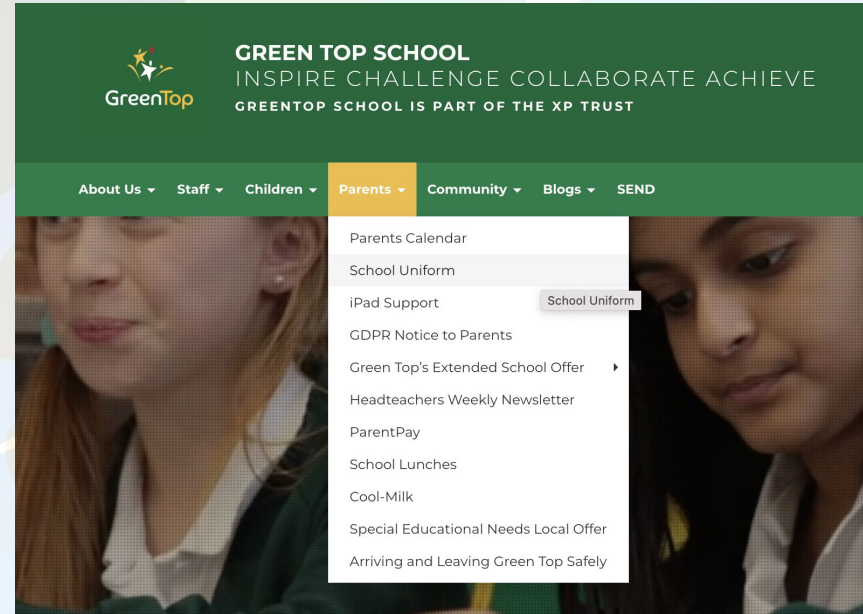 GreenTop
GREEN TOP SCHOOL
INSPIRE CHALLENGE COLLABORATE ACHIEVE
GREENTOP SCHOOL IS PART OF THE XP TRUST
About Us Staff Children Parents Community Blogs SEND
Parents Calendar
School Uniform
iPad Support
School Uniform
GDPR Notice to Parents
Green Top’s Extended School Offer
Headteachers Weekly Newsletter
ParentPay
School Lunches
Cool-Milk
Special Educational Needs Local Offer
Arriving and Leaving Green Top Safely